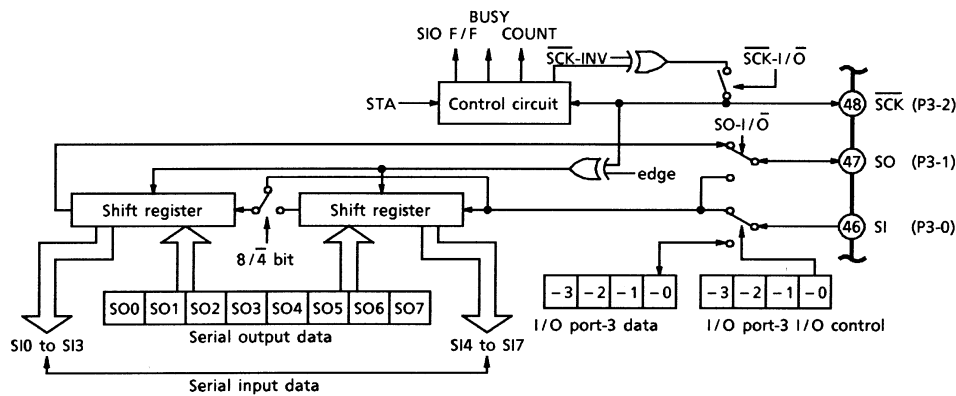 BUSY
SIO F/F COUNT
S̅C̅K̅-INV
S̅C̅K̅-I/O̅
STA
Control circuit
48 S̅C̅K̅ (P3-2)
SO-I/O̅
47 SO (P3-1)
edge
Shift register
Shift register
46 SI (P3-0)
8/4̅ bit
SO0 SO1 SO2 SO3 SO4 SO5 SO6 SO7
Serial output data
-3 -2 -1 -0
I/O port-3 data
-3 -2 -1 -0
I/O port-3 I/O control
SI0 to SI3
SI4 to SI7
Serial input data